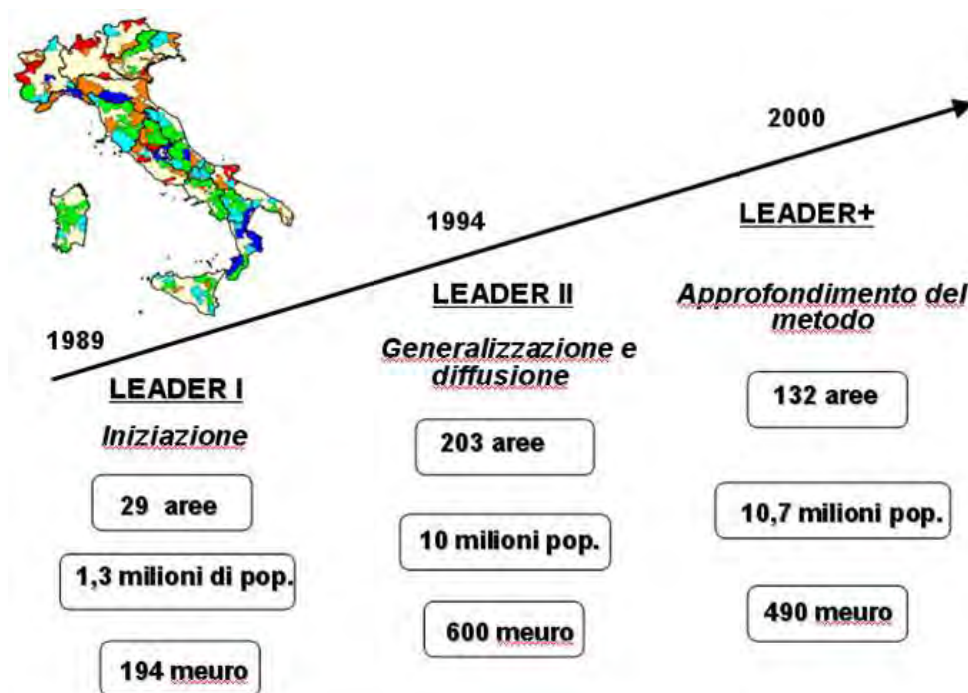 1989
LEADER I
Iniziazione
29 aree
1,3 milioni di pop.
194 meuro
1994
LEADER II
Generalizzazione e
diffusione
203 aree
10 milioni pop.
600 meuro
2000
LEADER+
Approfondimento del
metodo
132 aree
10,7 milioni pop.
490 meuro